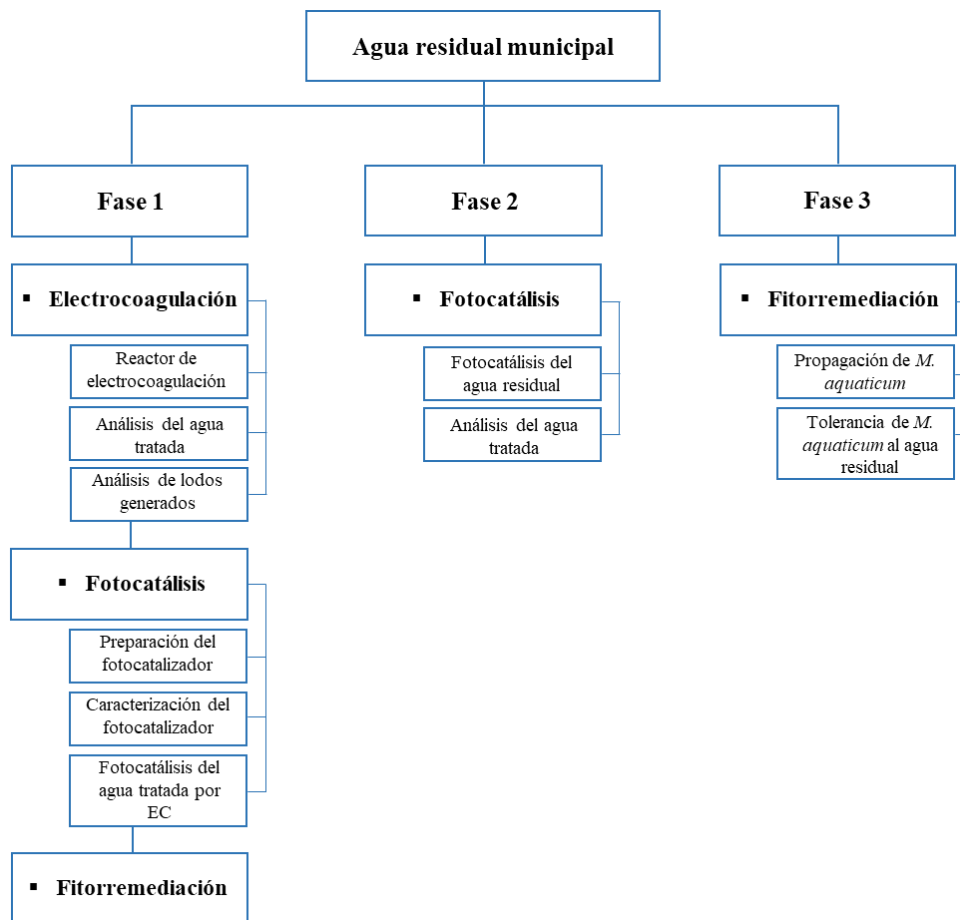 Agua residual municipal
Fase 1
▪ Electrocoagulación
Reactor de
electrocoagulación
Análisis del agua
tratada
Análisis de lodos
generados
▪ Fotocatálisis
Preparación del
fotocatalizador
Caracterización del
fotocatalizador
Fotocatálisis del
agua tratada por
EC
▪ Fitorremediación
Fase 2
▪ Fotocatálisis
Fotocatálisis del
agua residual
Análisis del agua
tratada
Fase 3
▪ Fitorremediación
Propagación de M.
aquaticum
Tolerancia de M.
aquaticum al agua
residual